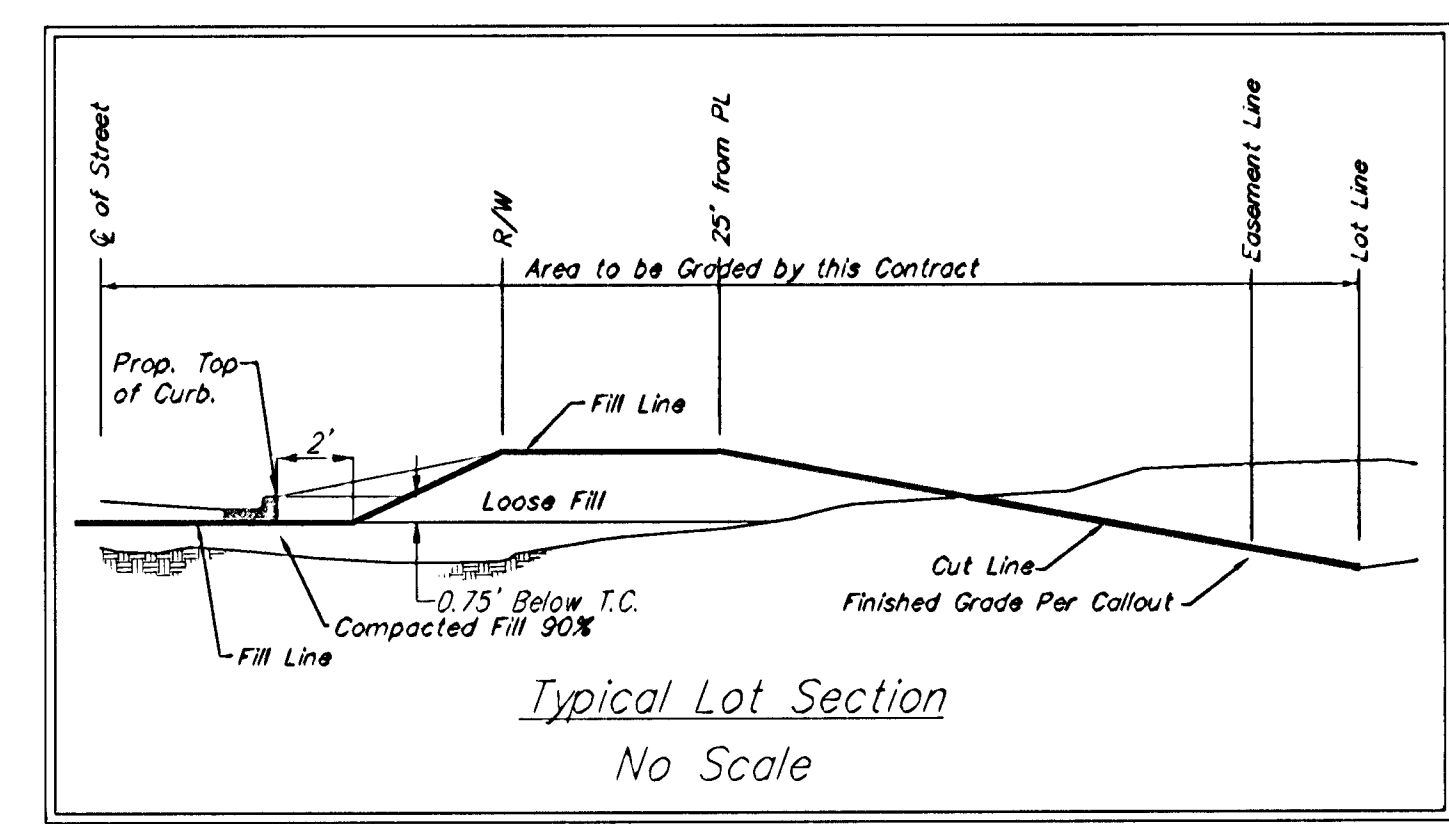 ℄ of Street
R/W
25' from PL
Easement Line
Lot Line
Area to be Graded by this Contract
Prop. Top
of Curb.
2'
Fill Line
Loose Fill
0.75' Below T.C.
Compacted Fill 90%
Fill Line
Cut Line
Finished Grade Per Callout
Typical Lot Section
No Scale